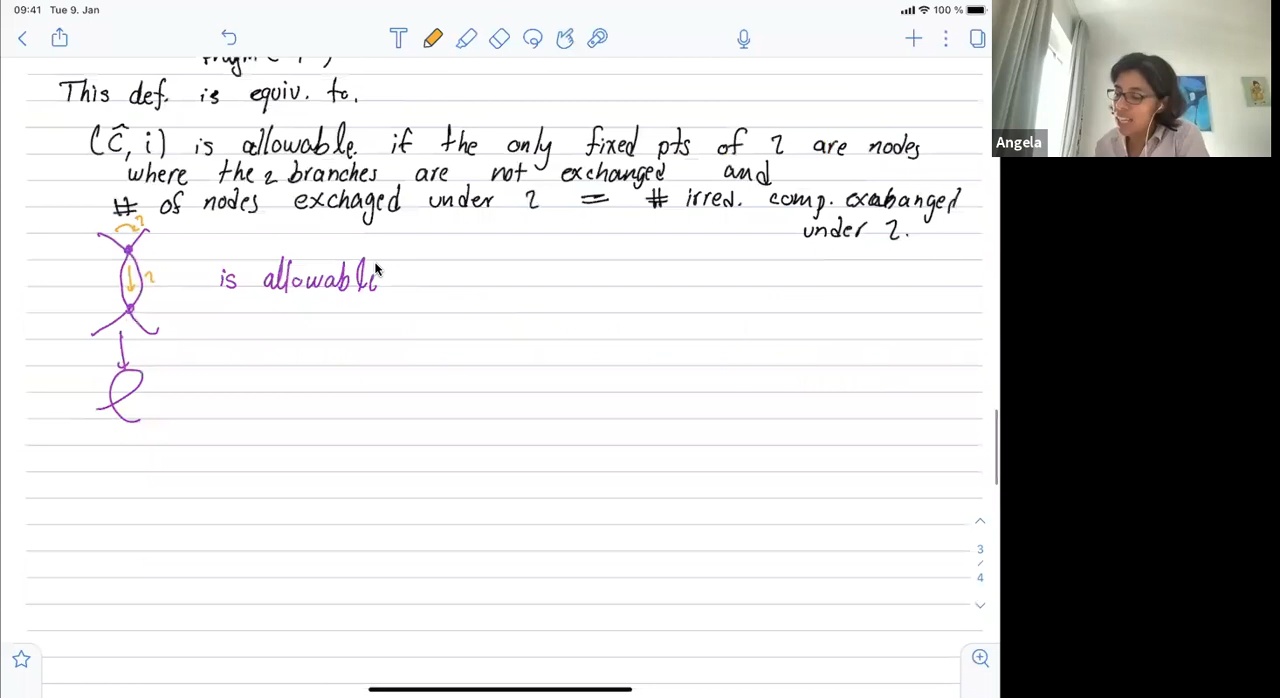 09:41 Tue 9. Jan
100 %
This def. is equiv. to.
(Ĉ, i) is allowable. if the only fixed pts of ι are nodes
where the 2 branches are not exchanged and
# of nodes exchaged under ι = # irred. comp. exchanged
under ι.
ι
ι
is allowable
3
/
4
Angela